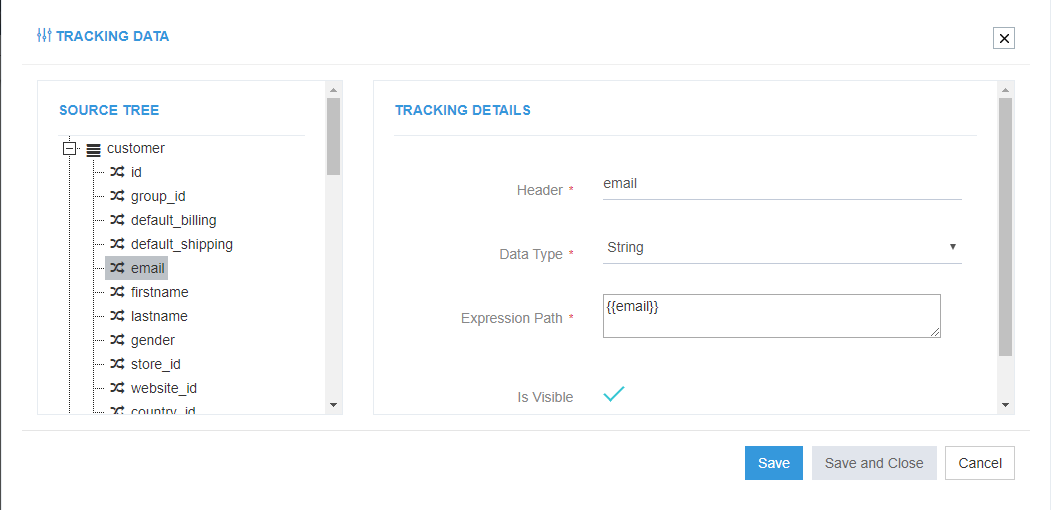 TRACKING DATA
SOURCE TREE
customer
id
group_id
default_billing
default_shipping
email
firstname
lastname
gender
store_id
website_id
country_id
TRACKING DETAILS
Header *
email
Data Type *
String
Expression Path *
{{email}}
Is Visible
Save
Save and Close
Cancel